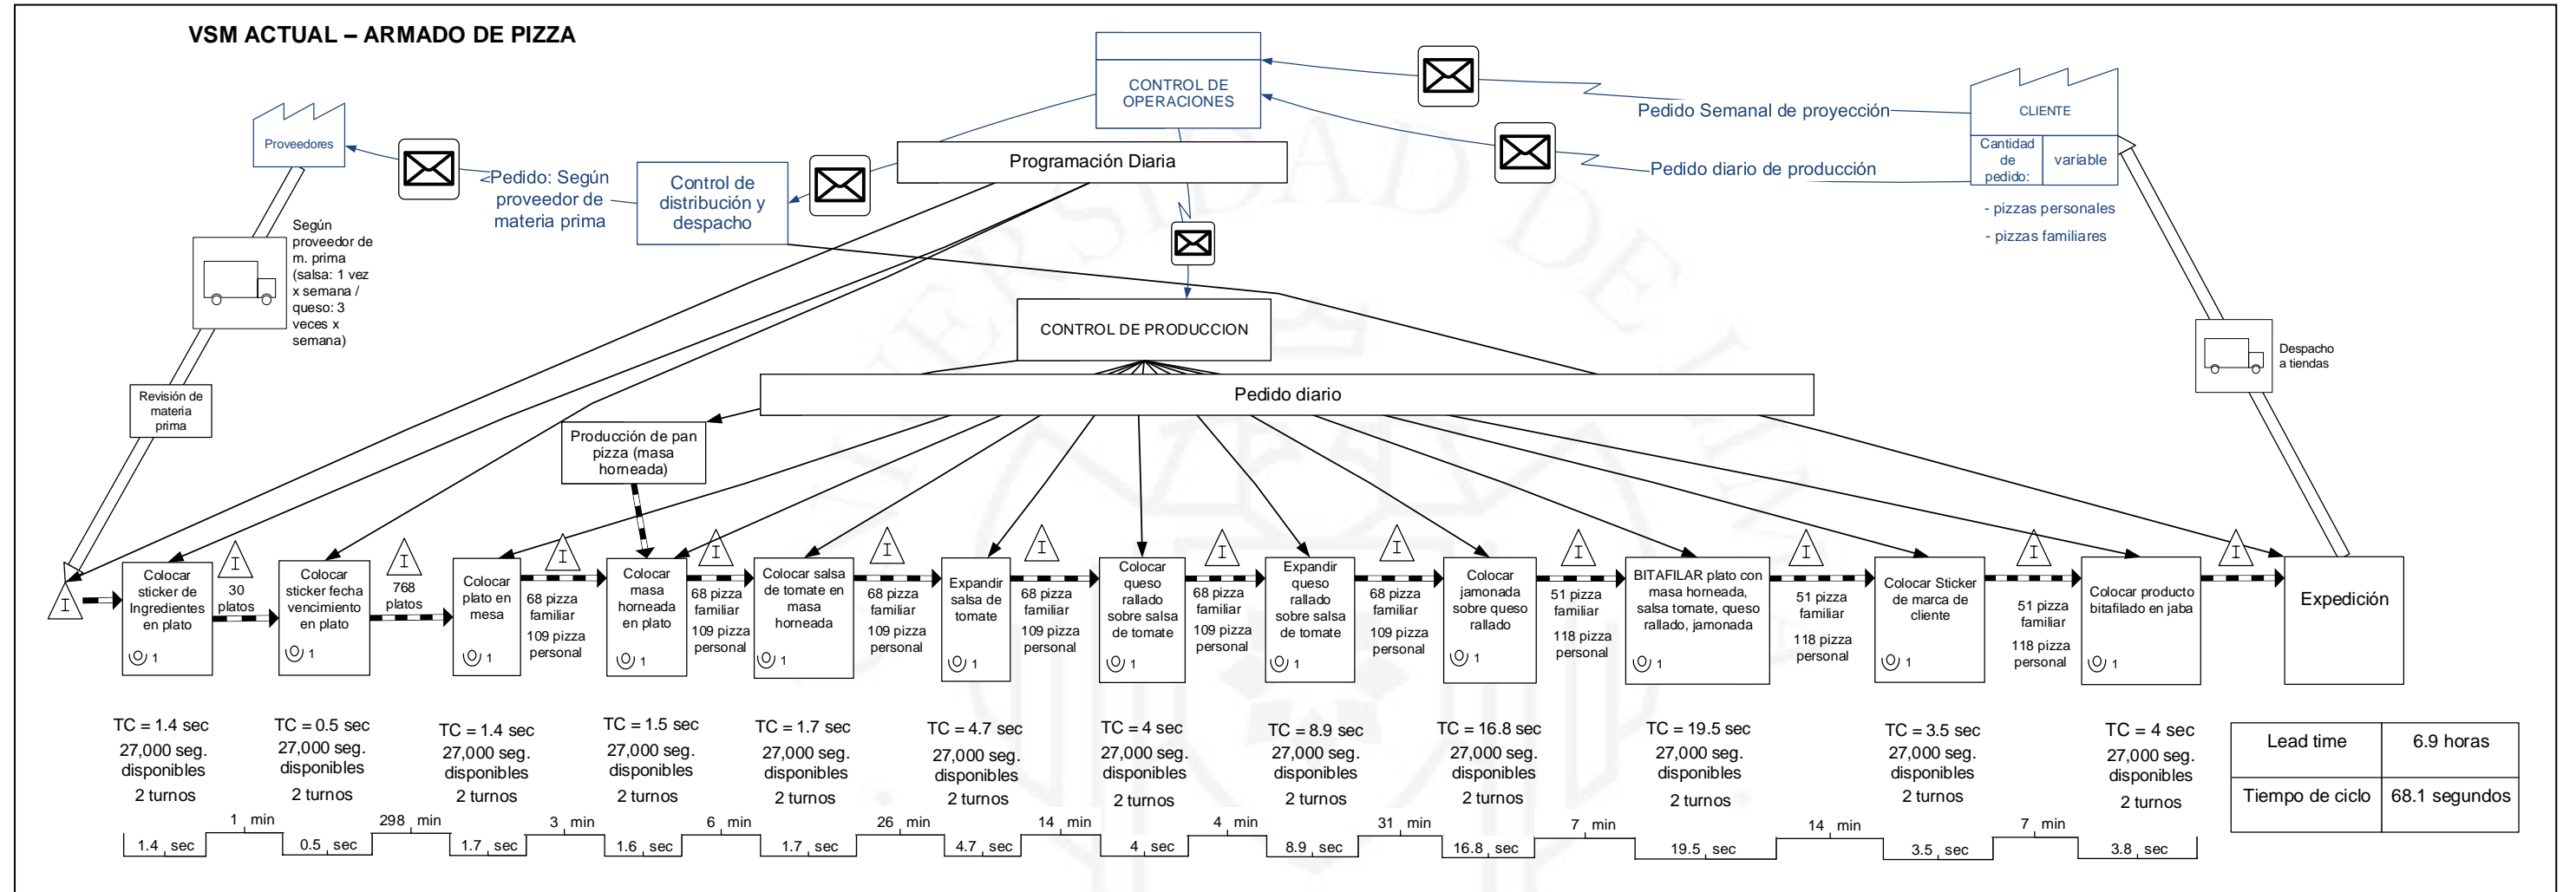 VSM ACTUAL – ARMADO DE PIZZA
CONTROL DE
OPERACIONES
Programación Diaria
Pedido Semanal de proyección
Pedido diario de producción
CLIENTE
Cantidad
de
pedido:
variable
- pizzas personales
- pizzas familiares
Proveedores
Pedido: Según
proveedor de
materia prima
Control de
distribución y
despacho
Según
proveedor de
m. prima
(salsa: 1 vez
x semana /
queso: 3
veces x
semana)
Revisión de
materia
prima
CONTROL DE PRODUCCION
Pedido diario
Despacho
a tiendas
Producción de pan
pizza (masa
horneada)
I
Colocar
sticker de
Ingredientes
en plato
1
I
30
platos
Colocar
sticker fecha
vencimiento
en plato
1
I
768
platos
Colocar
plato en
mesa
1
I
68 pizza
familiar
109 pizza
personal
Colocar
masa
horneada
en plato
1
I
68 pizza
familiar
109 pizza
personal
Colocar salsa
de tomate en
masa
horneada
1
I
68 pizza
familiar
109 pizza
personal
Expandir
salsa de
tomate
1
I
68 pizza
familiar
109 pizza
personal
Colocar
queso
rallado
sobre salsa
de tomate
1
I
68 pizza
familiar
109 pizza
personal
Expandir
queso
rallado
sobre salsa
de tomate
1
I
68 pizza
familiar
109 pizza
personal
Colocar
jamonada
sobre queso
rallado
1
I
51 pizza
familiar
118 pizza
personal
BITAFILAR plato con
masa horneada,
salsa tomate, queso
rallado, jamonada
1
I
51 pizza
familiar
118 pizza
personal
Colocar Sticker
de marca de
cliente
1
I
51 pizza
familiar
118 pizza
personal
Colocar producto
bitafilado en jaba
1
I
Expedición
TC = 1.4 sec
27,000 seg.
disponibles
2 turnos
TC = 0.5 sec
27,000 seg.
disponibles
2 turnos
TC = 1.4 sec
27,000 seg.
disponibles
2 turnos
TC = 1.5 sec
27,000 seg.
disponibles
2 turnos
TC = 1.7 sec
27,000 seg.
disponibles
2 turnos
TC = 4.7 sec
27,000 seg.
disponibles
2 turnos
TC = 4 sec
27,000 seg.
disponibles
2 turnos
TC = 8.9 sec
27,000 seg.
disponibles
2 turnos
TC = 16.8 sec
27,000 seg.
disponibles
2 turnos
TC = 19.5 sec
27,000 seg.
disponibles
2 turnos
TC = 3.5 sec
27,000 seg.
disponibles
2 turnos
TC = 4 sec
27,000 seg.
disponibles
2 turnos
Lead time 6.9 horas
Tiempo de ciclo 68.1 segundos
1 min 298 min 3 min 6 min 26 min 14 min 4 min 31 min 7 min 14 min 7 min
1.4 sec 0.5 sec 1.7 sec 1.6 sec 1.7 sec 4.7 sec 4 sec 8.9 sec 16.8 sec 19.5 sec 3.5 sec 3.8 sec
UNIVERSIDAD DE LIMA